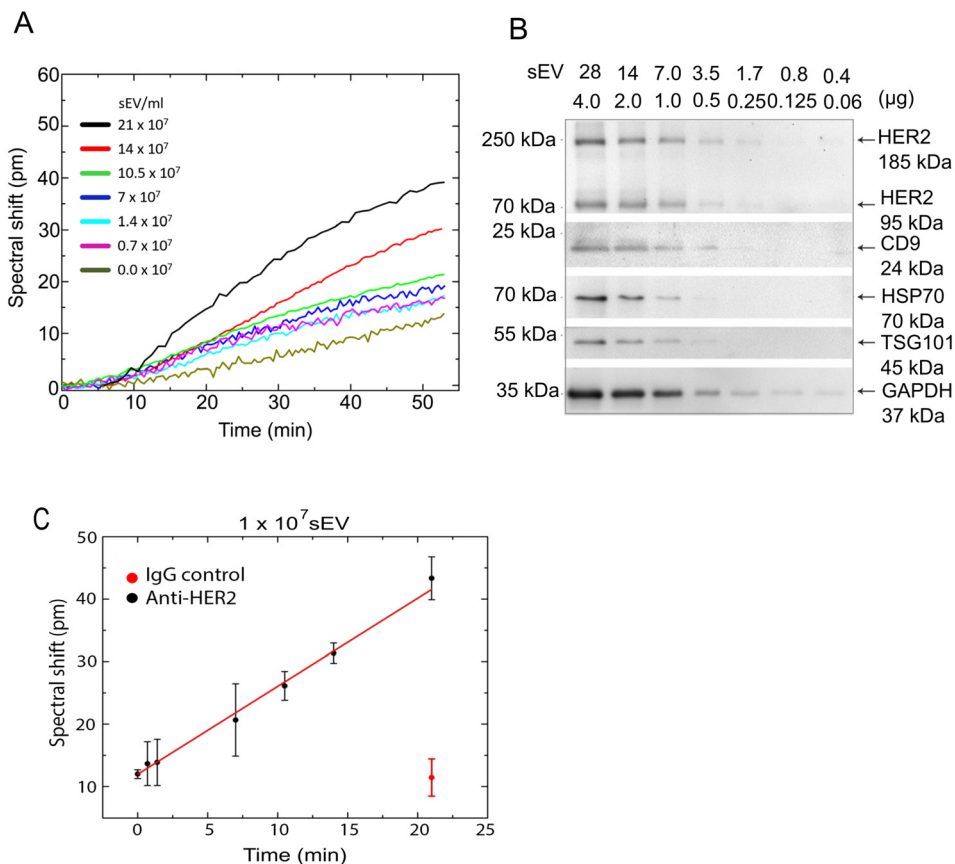 A
60
50
40
30
20
10
0
Spectral shift (pm)
sEV/ml
21 x 10⁷
14 x 10⁷
10.5 x 10⁷
7 x 10⁷
1.4 x 10⁷
0.7 x 10⁷
0.0 x 10⁷
0 10 20 30 40 50
Time (min)
B
sEV 28 14 7.0 3.5 1.7 0.8 0.4
4.0 2.0 1.0 0.5 0.25 0.125 0.06 (µg)
250 kDa
←HER2
185 kDa
70 kDa
←HER2
95 kDa
25 kDa
←CD9
24 kDa
70 kDa
←HSP70
70 kDa
55 kDa
←TSG101
45 kDa
35 kDa
←GAPDH
37 kDa
C
1 x 10⁷sEV
50
40
30
20
10
Spectral shift (pm)
IgG control
Anti-HER2
0 5 10 15 20 25
Time (min)